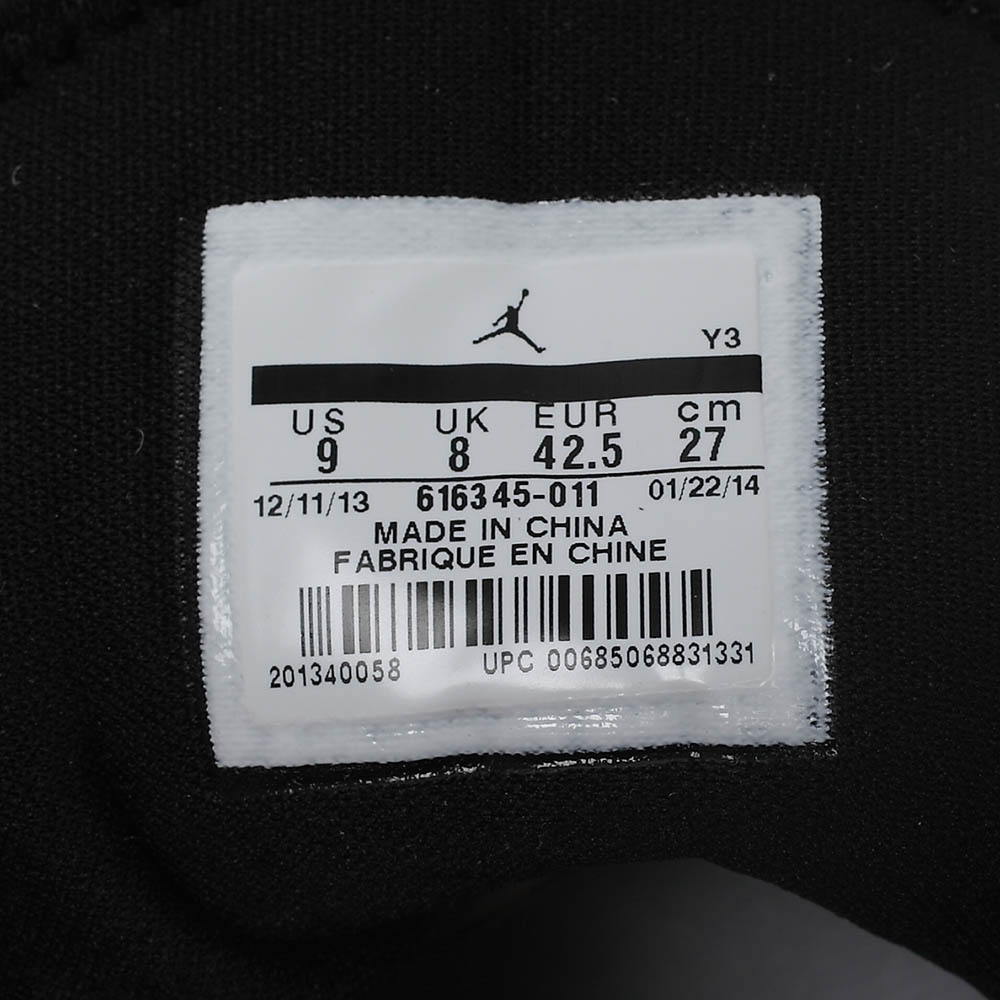 Y3
US UK EUR cm
9 8 42.5 27
12/11/13 616345-011 01/22/14
MADE IN CHINA
FABRIQUE EN CHINE
201340058 UPC 00685068831331